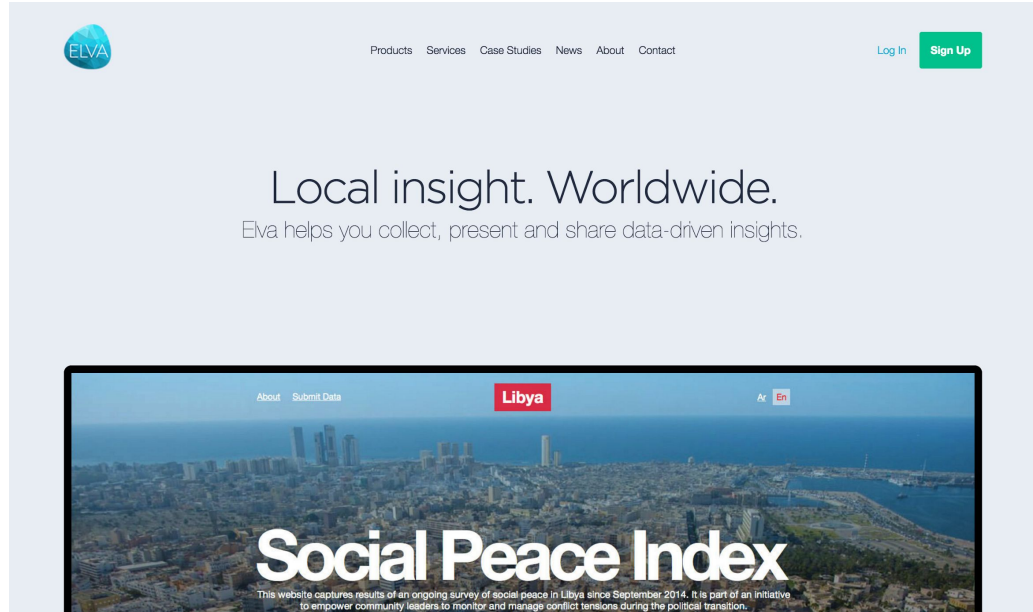 ELVA
Products Services Case Studies News About Contact
Log In Sign Up
Local insight. Worldwide.
Elva helps you collect, present and share data-driven insights.
About Submit Data
Libya
Ar En
Social Peace Index
This website captures results of an ongoing survey of social peace in Libya since September 2014. It is part of an initiative
to empower community leaders to monitor and manage conflict tensions during the political transition.